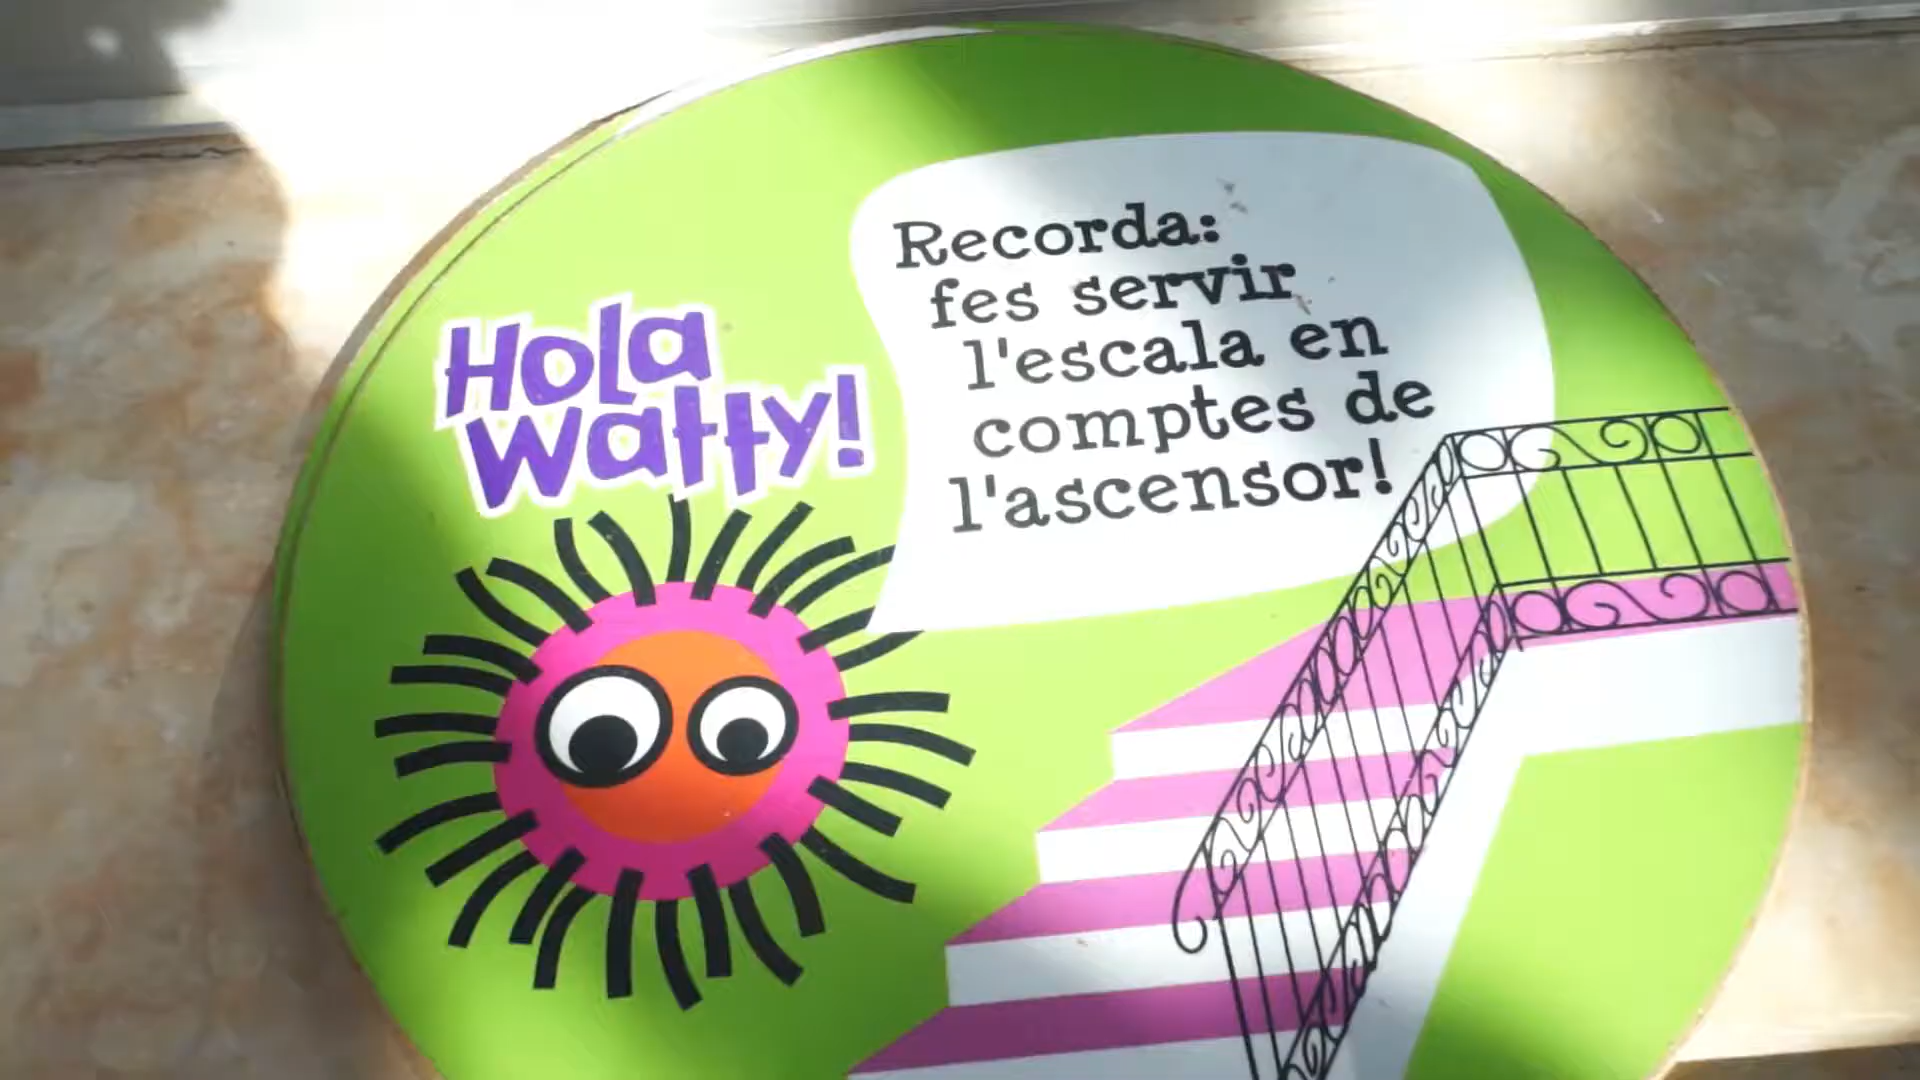 Hola
Watty!
Recorda:
fes servir
l'escala en
comptes de
l'ascensor!